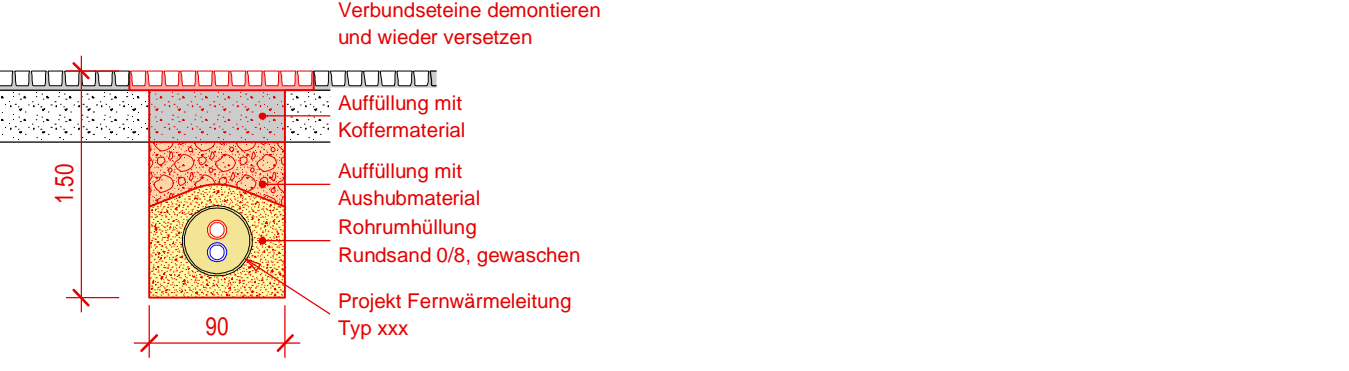 Verbundseteine demontieren
und wieder versetzen
Auffüllung mit
Koffermaterial
Auffüllung mit
Aushubmaterial
1.50
Rohrumhüllung
Rundsand 0/8, gewaschen
Projekt Fernwärmeleitung
Typ xxx
90